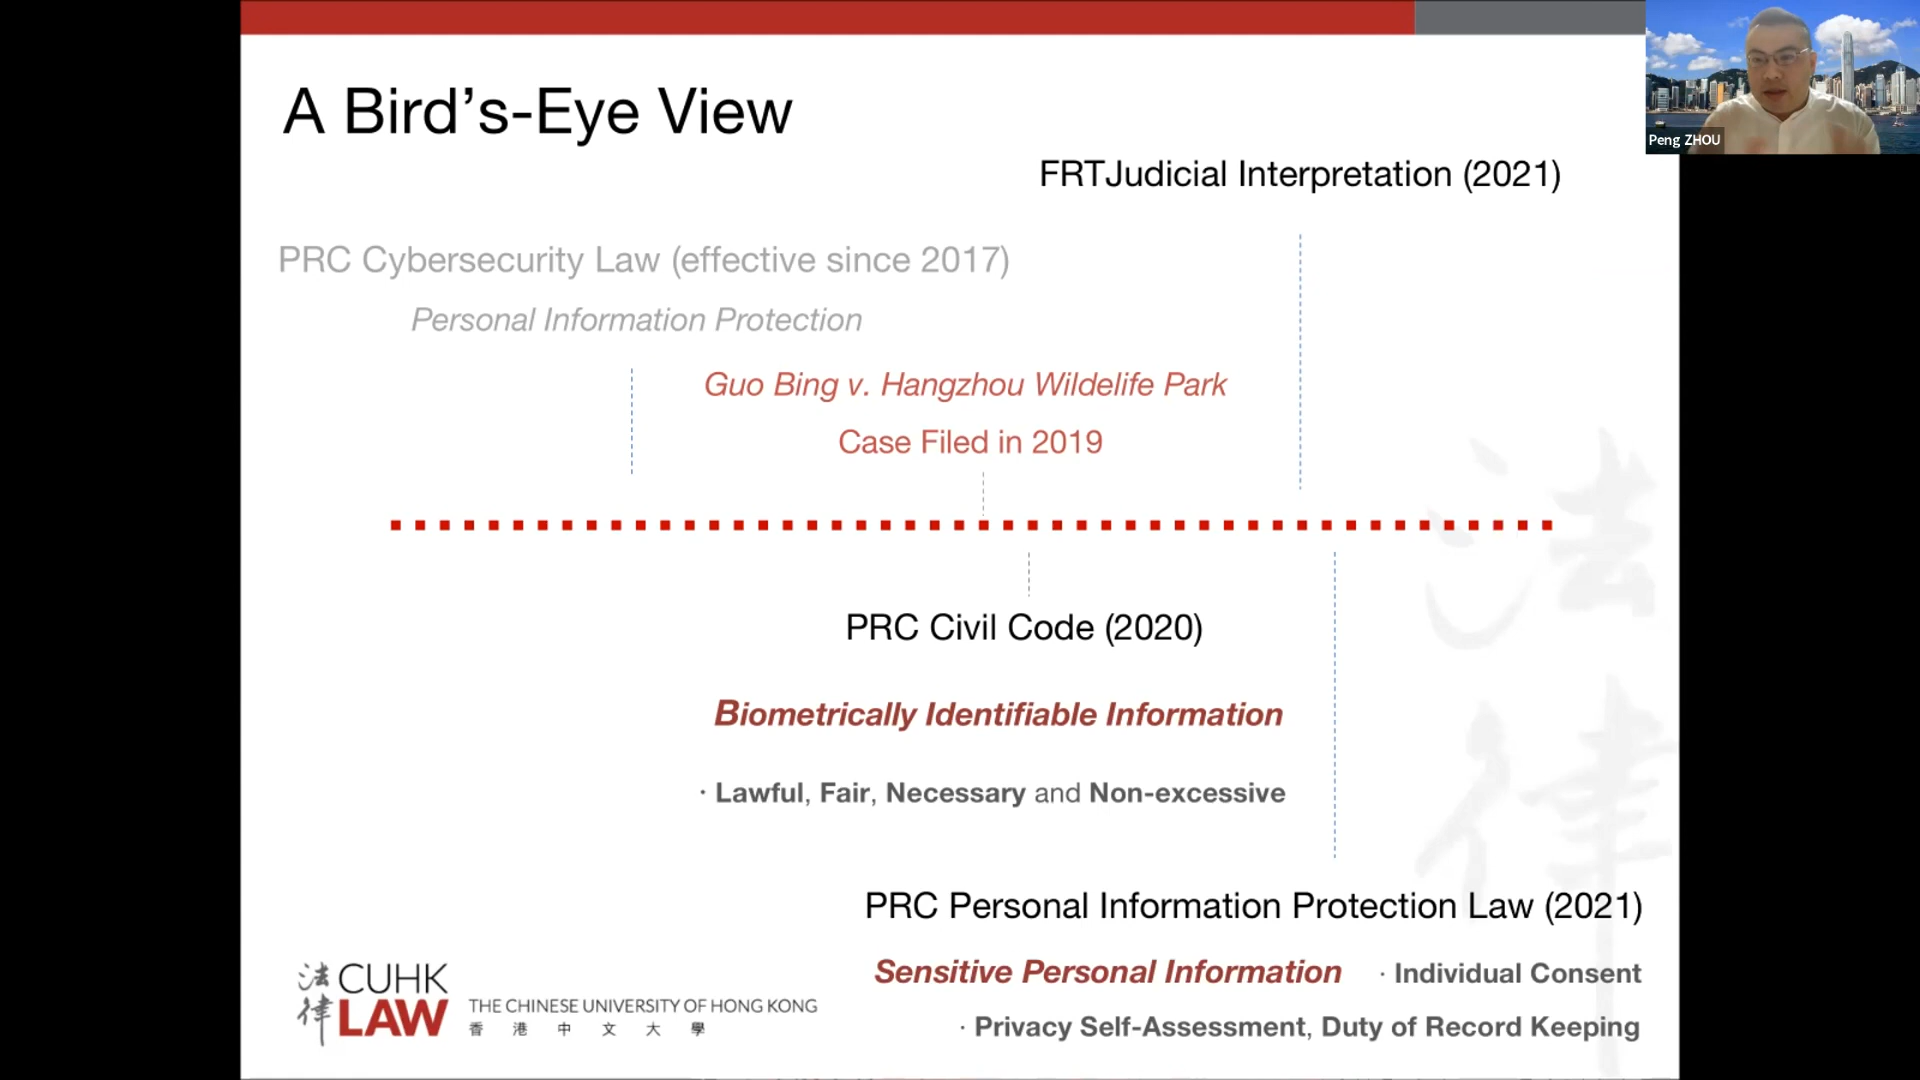 A Bird’s-Eye View
Peng ZHOU
FRTJudicial Interpretation (2021)
PRC Cybersecurity Law (effective since 2017)
Personal Information Protection
Guo Bing v. Hangzhou Wildelife Park
Case Filed in 2019
PRC Civil Code (2020)
Biometrically Identifiable Information
· Lawful, Fair, Necessary and Non-excessive
PRC Personal Information Protection Law (2021)
Sensitive Personal Information · Individual Consent
· Privacy Self-Assessment, Duty of Record Keeping
法律
CUHK
LAW
THE CHINESE UNIVERSITY OF HONG KONG
香港中文大學
法律